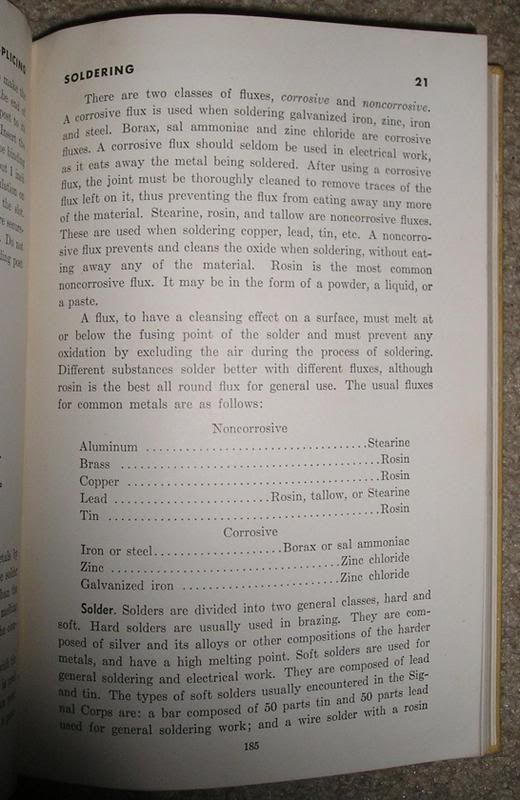 SOLDERING 21
There are two classes of fluxes, corrosive and noncorrosive.
A corrosive flux is used when soldering galvanized iron, zinc, iron
and steel. Borax, sal ammoniac and zinc chloride are corrosive
fluxes. A corrosive flux should seldom be used in electrical work,
as it eats away the metal being soldered. After using a corrosive
flux, the joint must be thoroughly cleaned to remove traces of the
flux left on it, thus preventing the flux from eating away any more
of the material. Stearine, rosin, and tallow are noncorrosive fluxes.
These are used when soldering copper, lead, tin, etc. A noncorro-
sive flux prevents and cleans the oxide when soldering, without eat-
ing away any of the material. Rosin is the most common
noncorrosive flux. It may be in the form of a powder, a liquid, or
a paste.
A flux, to have a cleansing effect on a surface, must melt at
or below the fusing point of the solder and must prevent any
oxidation by excluding the air during the process of soldering.
Different substances solder better with different fluxes, although
rosin is the best all round flux for general use. The usual fluxes
for common metals are as follows:
Noncorrosive
Aluminum ................................Stearine
Brass .....................................Rosin
Copper ....................................Rosin
Lead ......................Rosin, tallow, or Stearine
Tin .......................................Rosin
Corrosive
Iron or steel..................Borax or sal ammoniac
Zinc .................................Zinc chloride
Galvanized iron ......................Zinc chloride
Solder. Solders are divided into two general classes, hard and
soft. Hard solders are usually used in brazing. They are com-
posed of silver and its alloys or other compositions of the harder
metals, and have a high melting point. Soft solders are used for
general soldering and electrical work. They are composed of lead
and tin. The types of soft solders usually encountered in the Sig-
nal Corps are: a bar composed of 50 parts tin and 50 parts lead
used for general soldering work; and a wire solder with a rosin
185